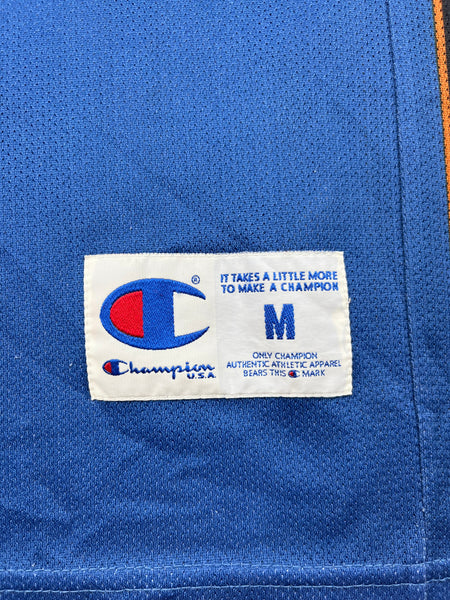 C ®
Champion
U.S.A.
IT TAKES A LITTLE MORE
TO MAKE A CHAMPION
M
ONLY CHAMPION
AUTHENTIC ATHLETIC APPAREL
BEARS THIS C MARK